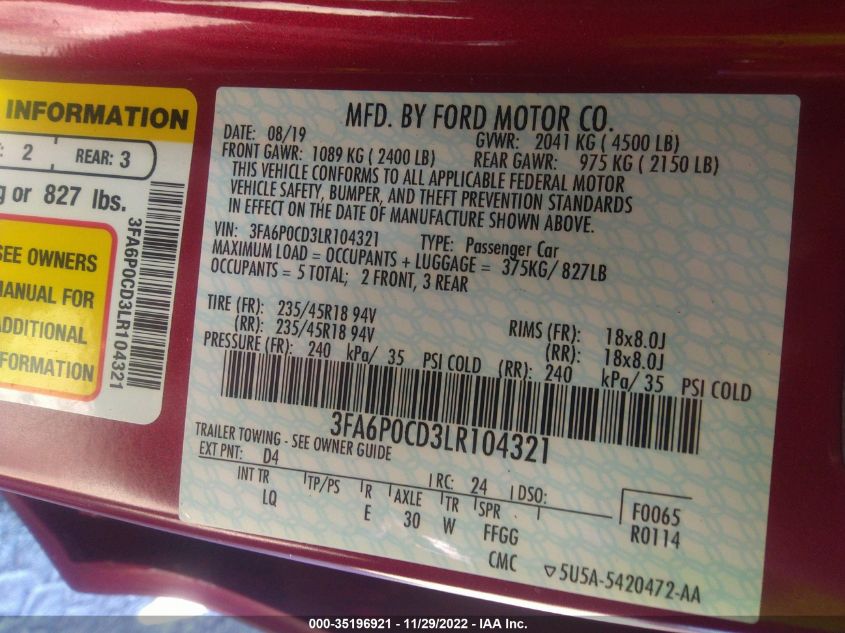 INFORMATION
: 2 REAR: 3
g or 827 lbs.
SEE OWNERS
MANUAL FOR
ADDITIONAL
INFORMATION
3FA6P0CD3LR104321
MFD. BY FORD MOTOR CO.
DATE: 08/19 GVWR: 2041 KG ( 4500 LB)
FRONT GAWR: 1089 KG ( 2400 LB) REAR GAWR: 975 KG ( 2150 LB)
THIS VEHICLE CONFORMS TO ALL APPLICABLE FEDERAL MOTOR
VEHICLE SAFETY, BUMPER, AND THEFT PREVENTION STANDARDS
IN EFFECT ON THE DATE OF MANUFACTURE SHOWN ABOVE.
VIN: 3FA6P0CD3LR104321 TYPE: Passenger Car
MAXIMUM LOAD = OCCUPANTS + LUGGAGE = 375KG/ 827LB
OCCUPANTS = 5 TOTAL; 2 FRONT, 3 REAR
TIRE (FR): 235/45R18 94V RIMS (FR): 18x8.0J
(RR): 235/45R18 94V (RR): 18x8.0J
PRESSURE (FR): 240 kPa/ 35 PSI COLD (RR): 240 kPa/ 35 PSI COLD
3FA6P0CD3LR104321
TRAILER TOWING - SEE OWNER GUIDE
EXT PNT: D4 RC: 24 DSO:
INT TR TP/PS R AXLE TR SPR F0065
LQ E 30 W FFGG R0114
CMC ▽5U5A-5420472-AA
000-35196921 - 11/29/2022 - IAA Inc.